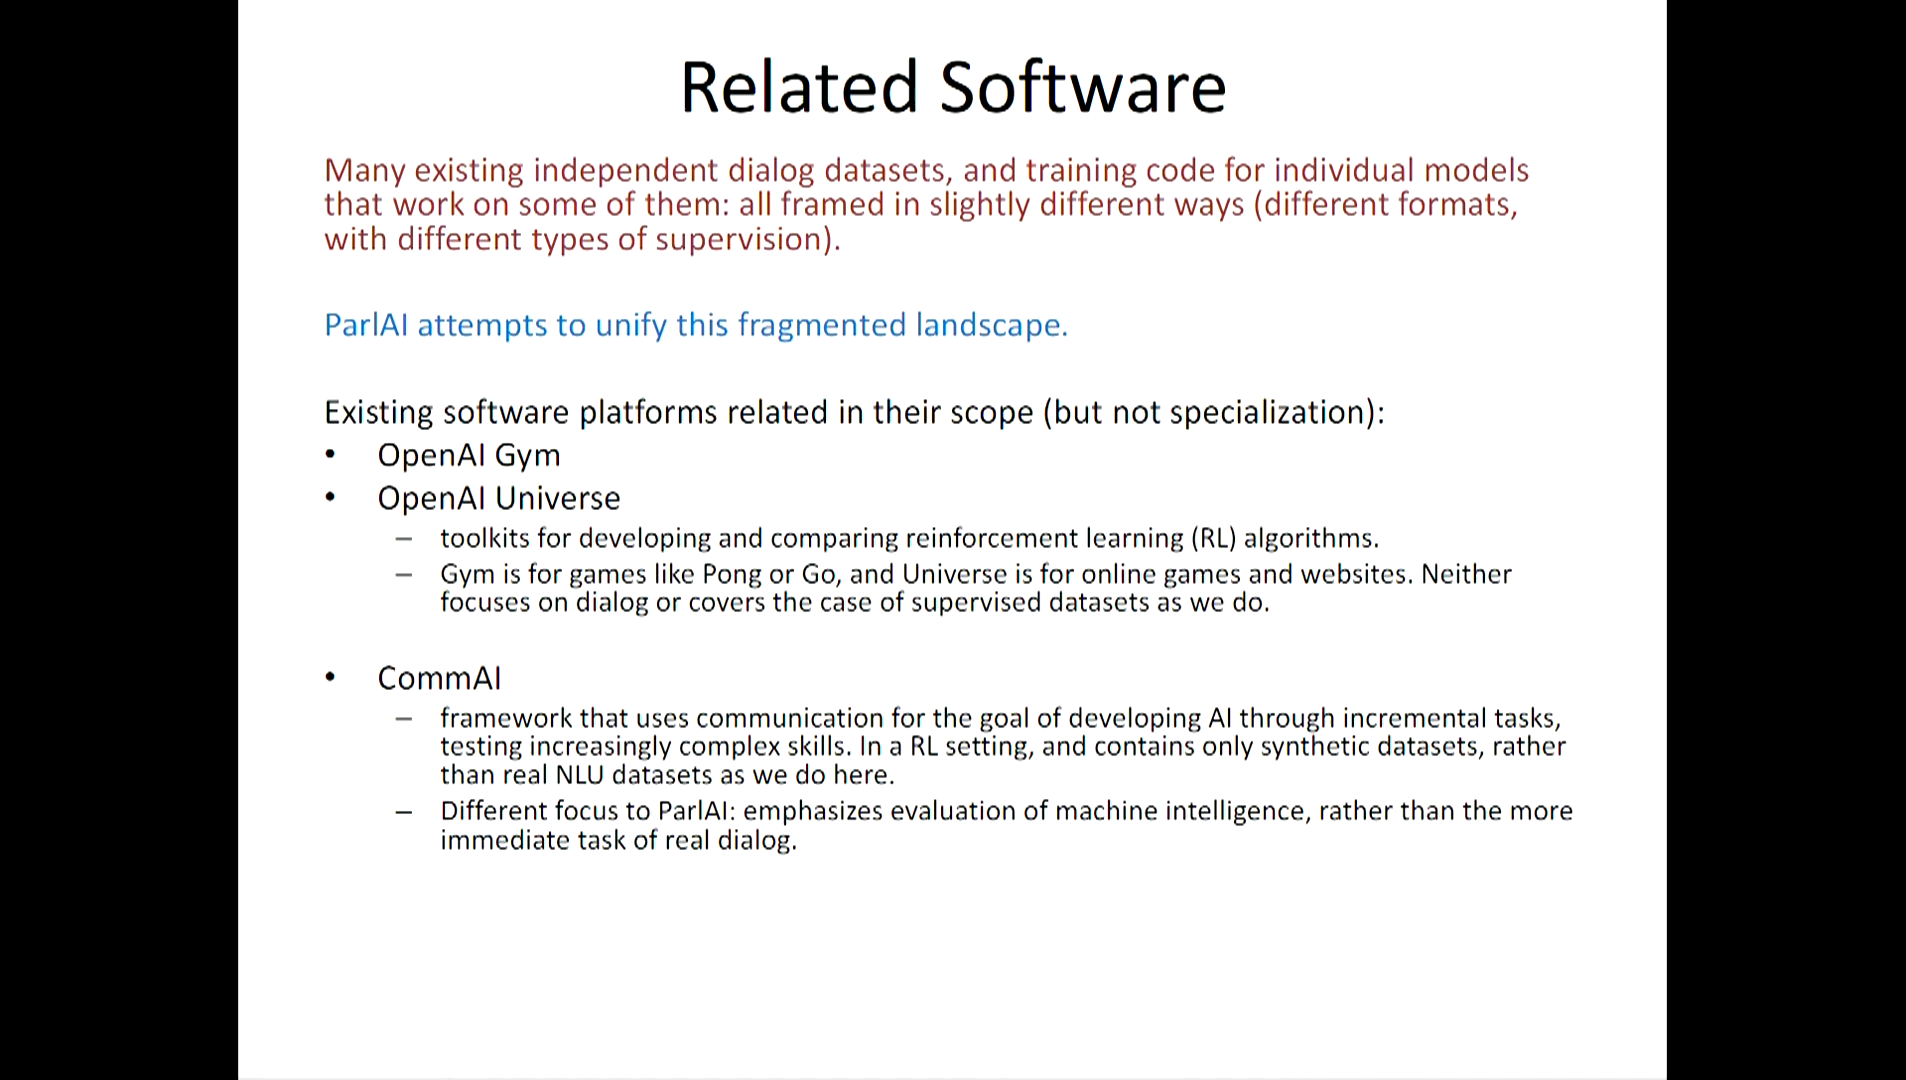 Related Software
Many existing independent dialog datasets, and training code for individual models
that work on some of them: all framed in slightly different ways (different formats,
with different types of supervision).
ParlAI attempts to unify this fragmented landscape.
Existing software platforms related in their scope (but not specialization):
• OpenAI Gym
• OpenAI Universe
– toolkits for developing and comparing reinforcement learning (RL) algorithms.
– Gym is for games like Pong or Go, and Universe is for online games and websites. Neither
focuses on dialog or covers the case of supervised datasets as we do.
• CommAI
– framework that uses communication for the goal of developing AI through incremental tasks,
testing increasingly complex skills. In a RL setting, and contains only synthetic datasets, rather
than real NLU datasets as we do here.
– Different focus to ParlAI: emphasizes evaluation of machine intelligence, rather than the more
immediate task of real dialog.